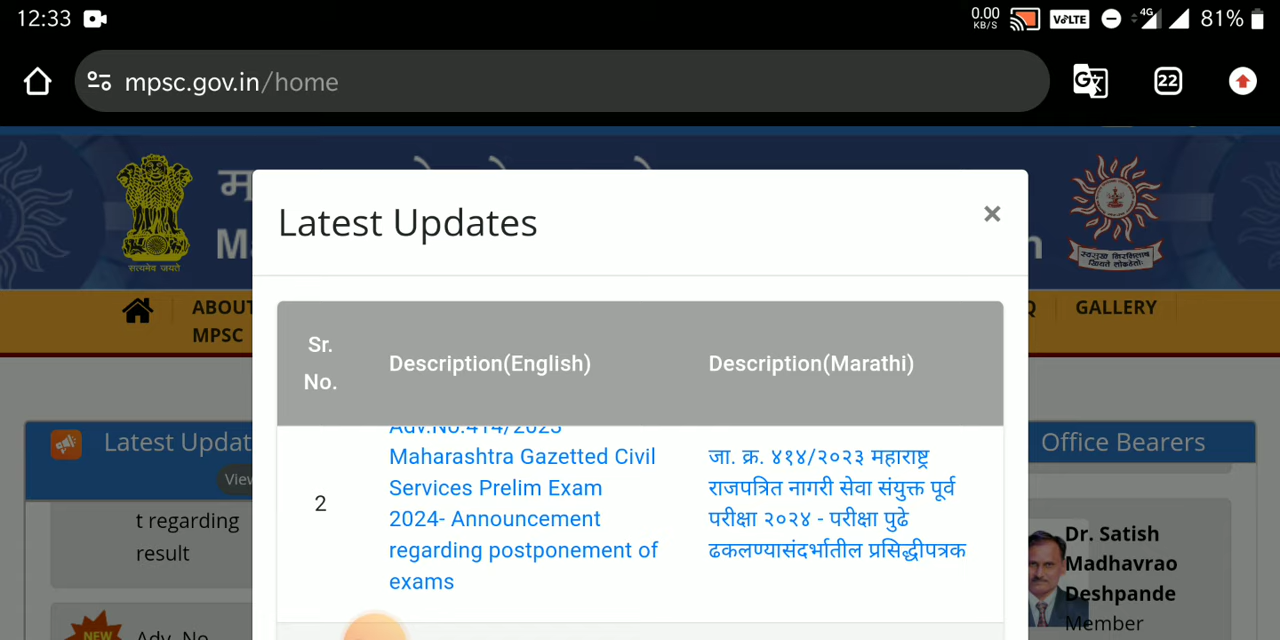 12:33
0.00
KB/S
VoLTE
4G
81%
mpsc.gov.in/home
22
सत्यमेव जयते
ABOUT
MPSC
GALLERY
Latest Updates
×
Sr.
No.
Description(English)
Description(Marathi)
Adv.No.414/2023
2
Maharashtra Gazetted Civil
Services Prelim Exam
2024- Announcement
regarding postponement of
exams
जा. क्र. ४१४/२०२३ महाराष्ट्र
राजपत्रित नागरी सेवा संयुक्त पूर्व
परीक्षा २०२४ - परीक्षा पुढे
ढकलण्यासंदर्भातील प्रसिद्धीपत्रक
Latest Updat
View
t regarding
result
NEW
Adv. No
Office Bearers
Dr. Satish
Madhavrao
Deshpande
Member